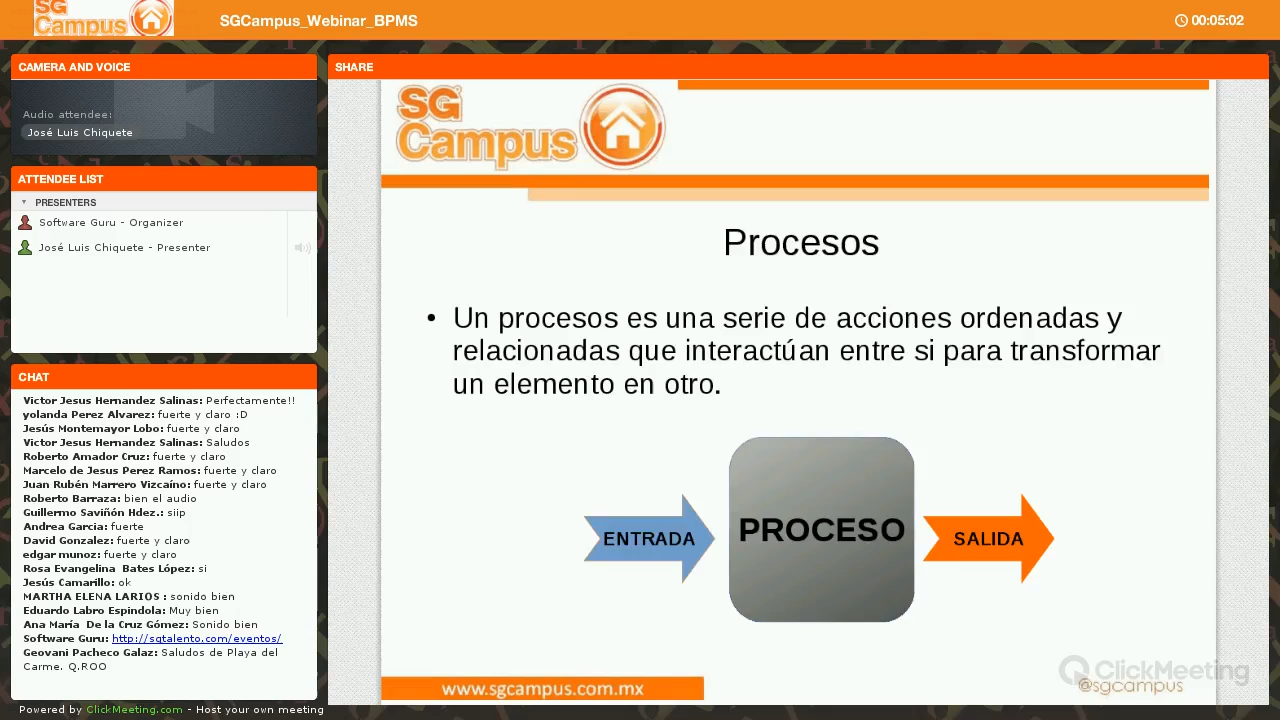 SG
Campus
SGCampus_Webinar_BPMS
00:05:02
CAMERA AND VOICE
Audio attendee:
José Luis Chiquete
ATTENDEE LIST
PRESENTERS
Software Guru - Organizer
José Luis Chiquete - Presenter
CHAT
Victor Jesus Hernandez Salinas: Perfectamente!!
yolanda Perez Alvarez: fuerte y claro :D
Jesús Montemayor Lobo: fuerte y claro
Victor Jesus Hernandez Salinas: Saludos
Roberto Amador Cruz: fuerte y claro
Marcelo de Jesus Perez Ramos: fuerte y claro
Juan Rubén Marrero Vizcaíno: fuerte y claro
Roberto Barraza: bien el audio
Guillermo Saviñón Hdez.: siip
Andrea Garcia: fuerte
David Gonzalez: fuerte y claro
edgar munoz: fuerte y claro
Rosa Evangelina  Bates López: si
Jesús Camarillo: ok
MARTHA ELENA LARIOS : sonido bien
Eduardo Labro Espindola: Muy bien
Ana María  De la Cruz Gómez: Sonido bien
Software Guru: http://sgtalento.com/eventos/
Geovani Pacheco Galaz: Saludos de Playa del
Carme. Q.ROO
Powered by ClickMeeting.com - Host your own meeting
SHARE
SG
Campus
Procesos
• Un procesos es una serie de acciones ordenadas y
relacionadas que interactúan entre si para transformar
un elemento en otro.
ENTRADA
PROCESO
SALIDA
www.sgcampus.com.mx
ClickMeeting
@sgcampus